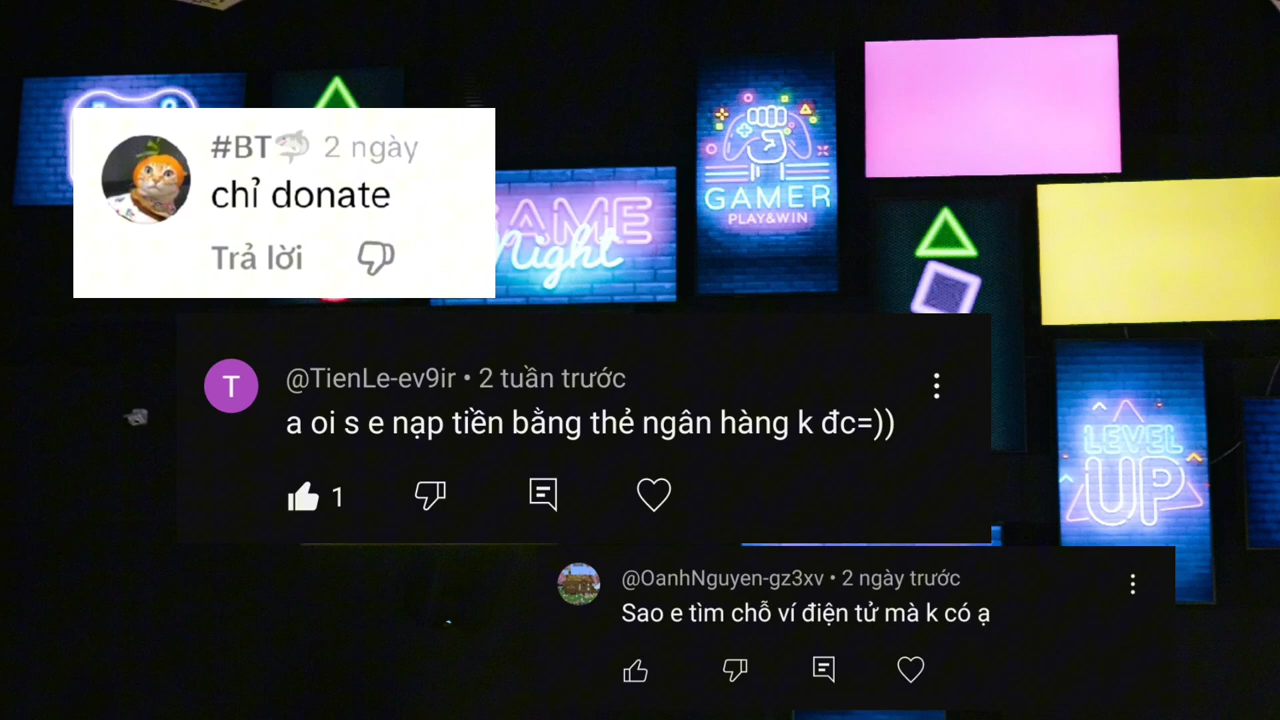 #BT🦈 2 ngày
chỉ donate
Trả lời
GAME
Night
GAMER
PLAY&WIN
@TienLe-ev9ir • 2 tuần trước
T
a oi s e nạp tiền bằng thẻ ngân hàng k đc=))
1
LEVEL
UP
@OanhNguyen-gz3xv • 2 ngày trước
Sao e tìm chỗ ví điện tử mà k có ạ